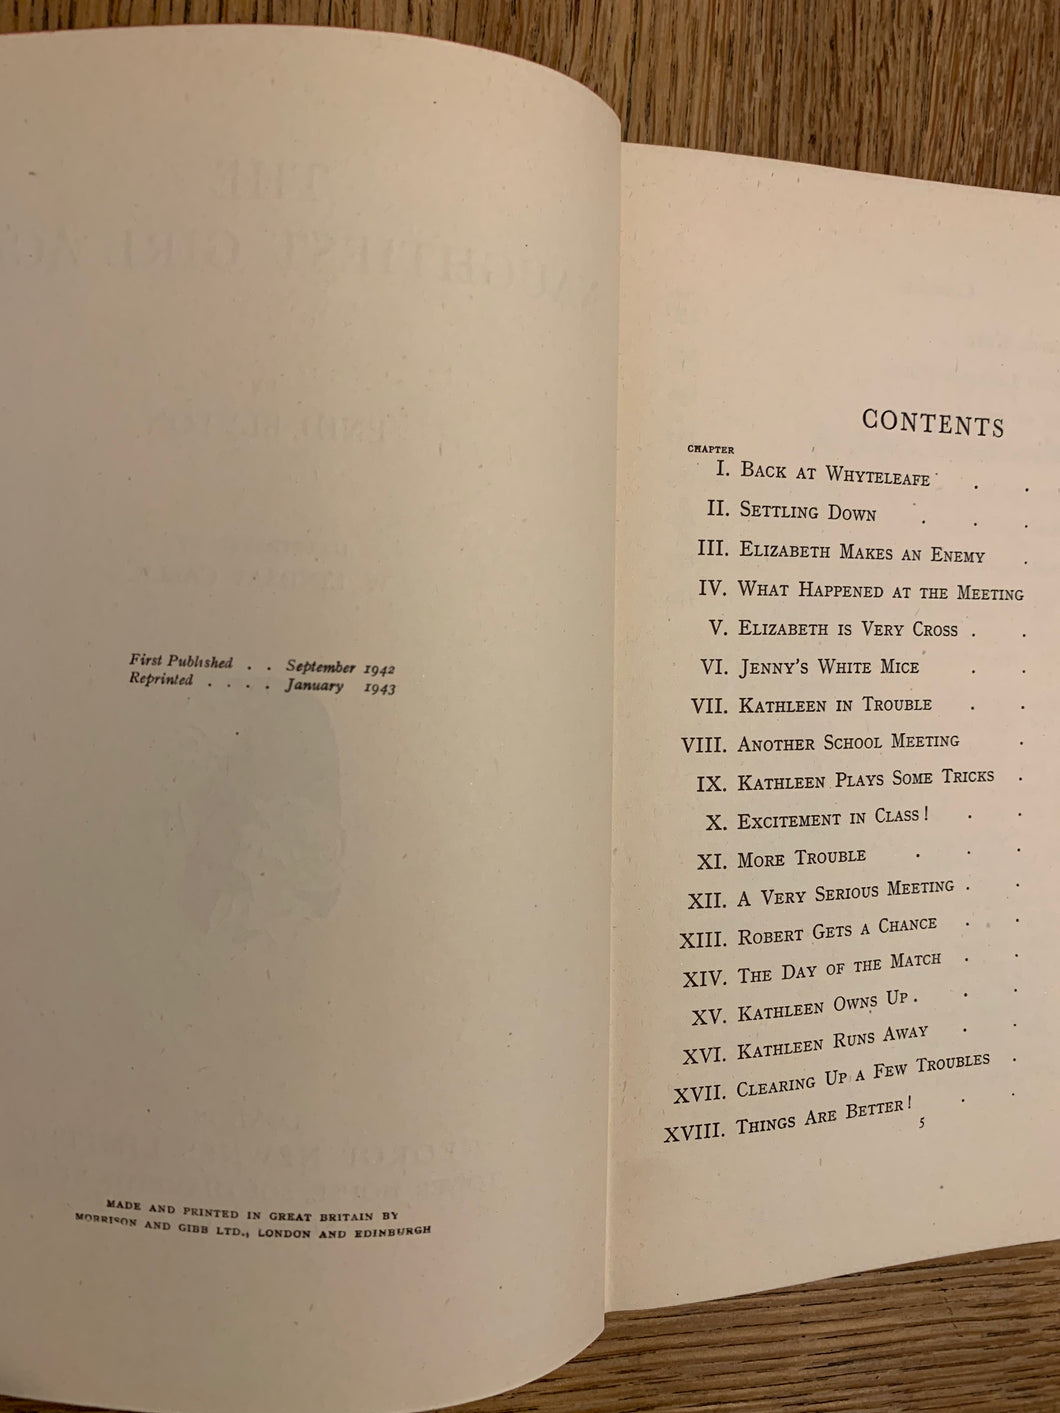 First Published . . September 1942
Reprinted . . . . January 1943
MADE AND PRINTED IN GREAT BRITAIN BY
MORRISON AND GIBB LTD., LONDON AND EDINBURGH
CONTENTS
CHAPTER
I. BACK AT WHYTELEAFE . .
II. SETTLING DOWN . . .
III. ELIZABETH MAKES AN ENEMY .
IV. WHAT HAPPENED AT THE MEETING
V. ELIZABETH IS VERY CROSS . .
VI. JENNY'S WHITE MICE . .
VII. KATHLEEN IN TROUBLE . .
VIII. ANOTHER SCHOOL MEETING .
IX. KATHLEEN PLAYS SOME TRICKS .
X. EXCITEMENT IN CLASS! . .
XI. MORE TROUBLE . . .
XII. A VERY SERIOUS MEETING . .
XIII. ROBERT GETS A CHANCE . .
XIV. THE DAY OF THE MATCH . .
XV. KATHLEEN OWNS UP . . .
XVI. KATHLEEN RUNS AWAY . .
XVII. CLEARING UP A FEW TROUBLES .
XVIII. THINGS ARE BETTER! . .
5